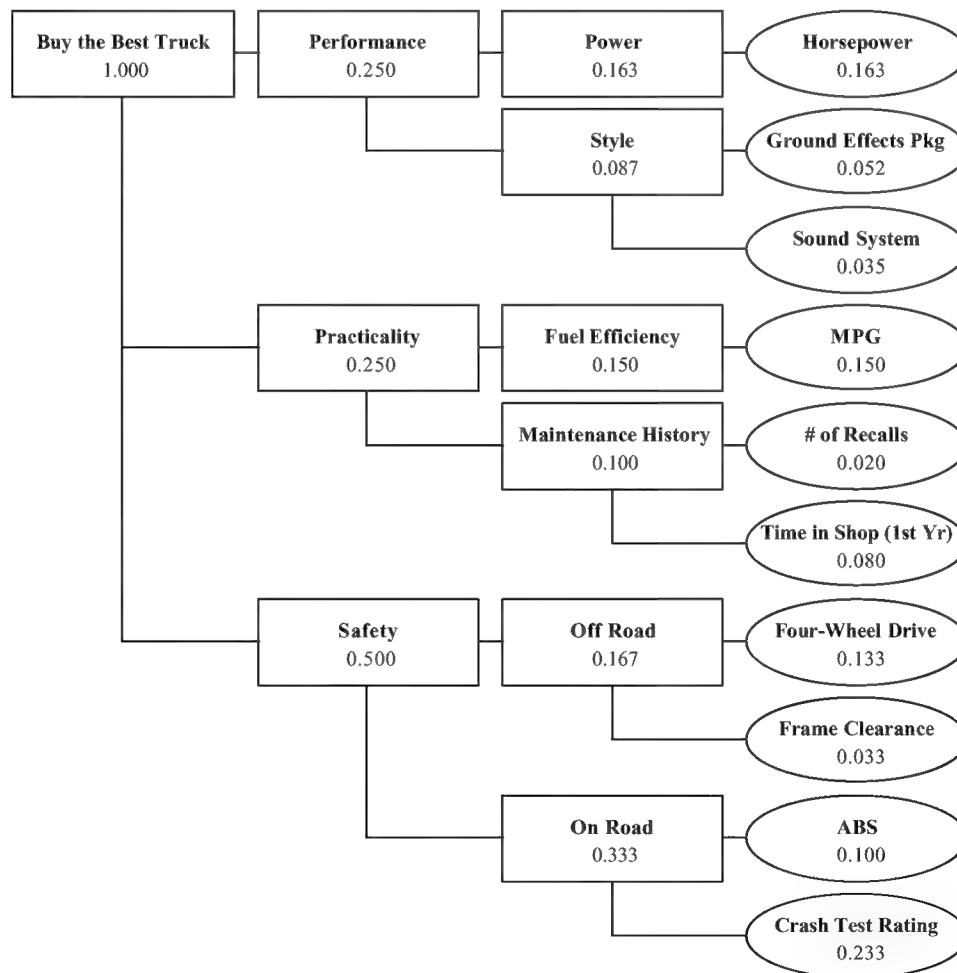 Buy the Best Truck
1.000
Performance
0.250
Power
0.163
Horsepower
0.163
Style
0.087
Ground Effects Pkg
0.052
Sound System
0.035
Practicality
0.250
Fuel Efficiency
0.150
MPG
0.150
Maintenance History
0.100
# of Recalls
0.020
Time in Shop (1st Yr)
0.080
Safety
0.500
Off Road
0.167
Four-Wheel Drive
0.133
Frame Clearance
0.033
On Road
0.333
ABS
0.100
Crash Test Rating
0.233